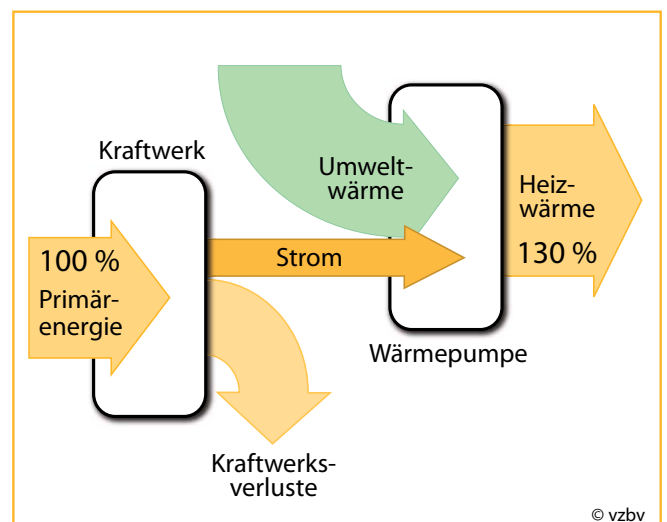 Kraftwerk
100 %
Primär-
energie
Strom
Umwelt-
wärme
Heiz-
wärme
130 %
Wärmepumpe
Kraftwerks-
verluste
© vzbv